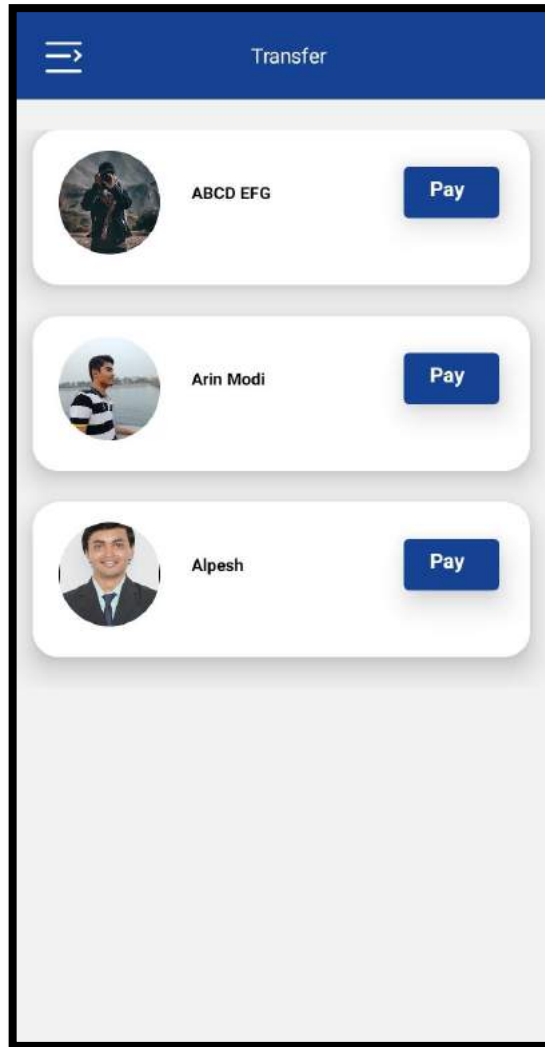 Transfer
ABCD EFG
Pay
Arin Modi
Pay
Alpesh
Pay